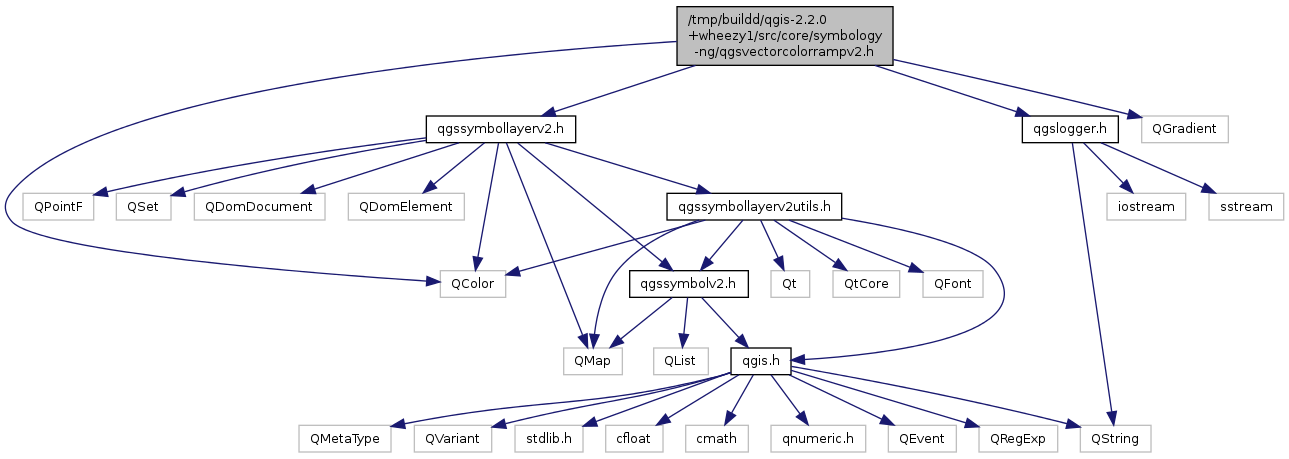 /tmp/buildd/qgis-2.2.0
+wheezy1/src/core/symbology
-ng/qgsvectorcolorrampv2.h
qgssymbollayerv2.h
qgslogger.h
QGradient
QPointF
QSet
QDomDocument
QDomElement
qgssymbollayerv2utils.h
iostream
sstream
QColor
qgssymbolv2.h
Qt
QtCore
QFont
QMap
QList
qgis.h
QMetaType
QVariant
stdlib.h
cfloat
cmath
qnumeric.h
QEvent
QRegExp
QString